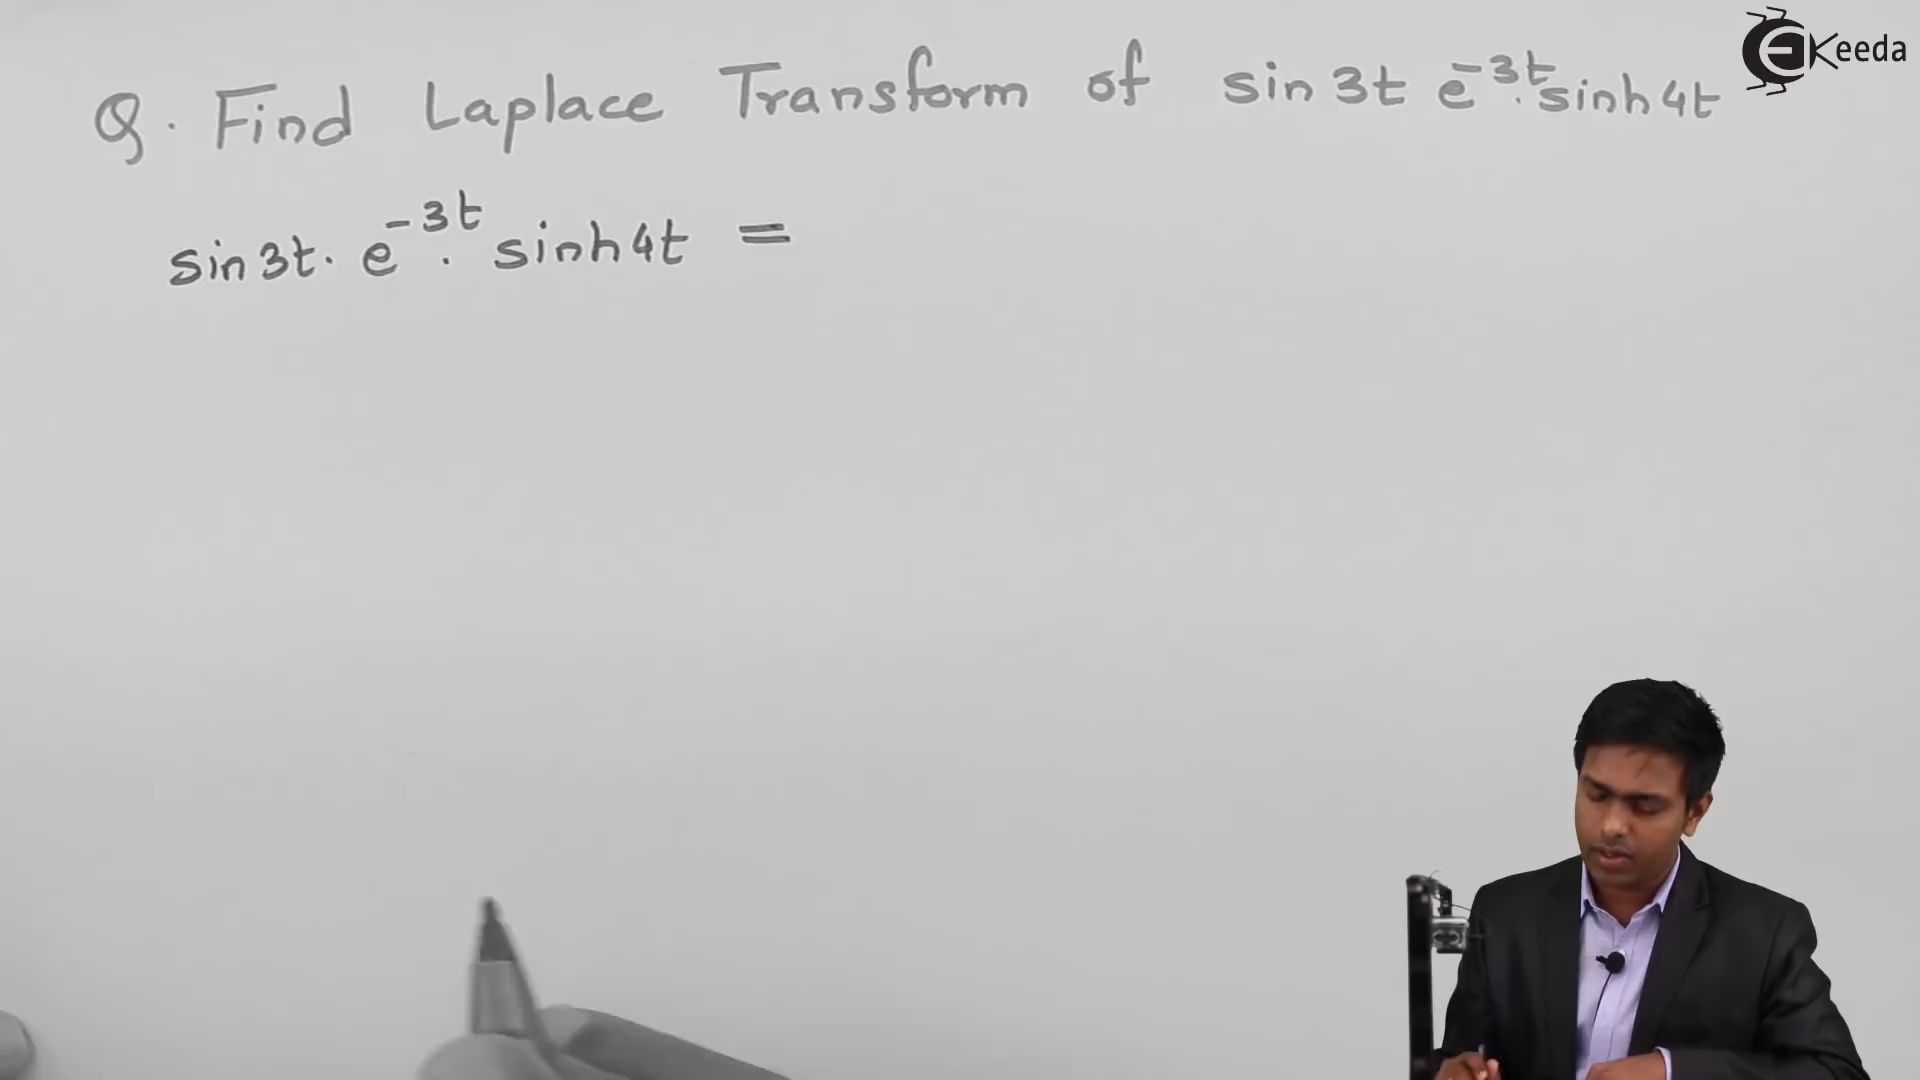 Q. Find Laplace Transform of sin 3t e^-3t . sinh 4t
sin 3t . e^-3t . sinh 4t =
eKeeda